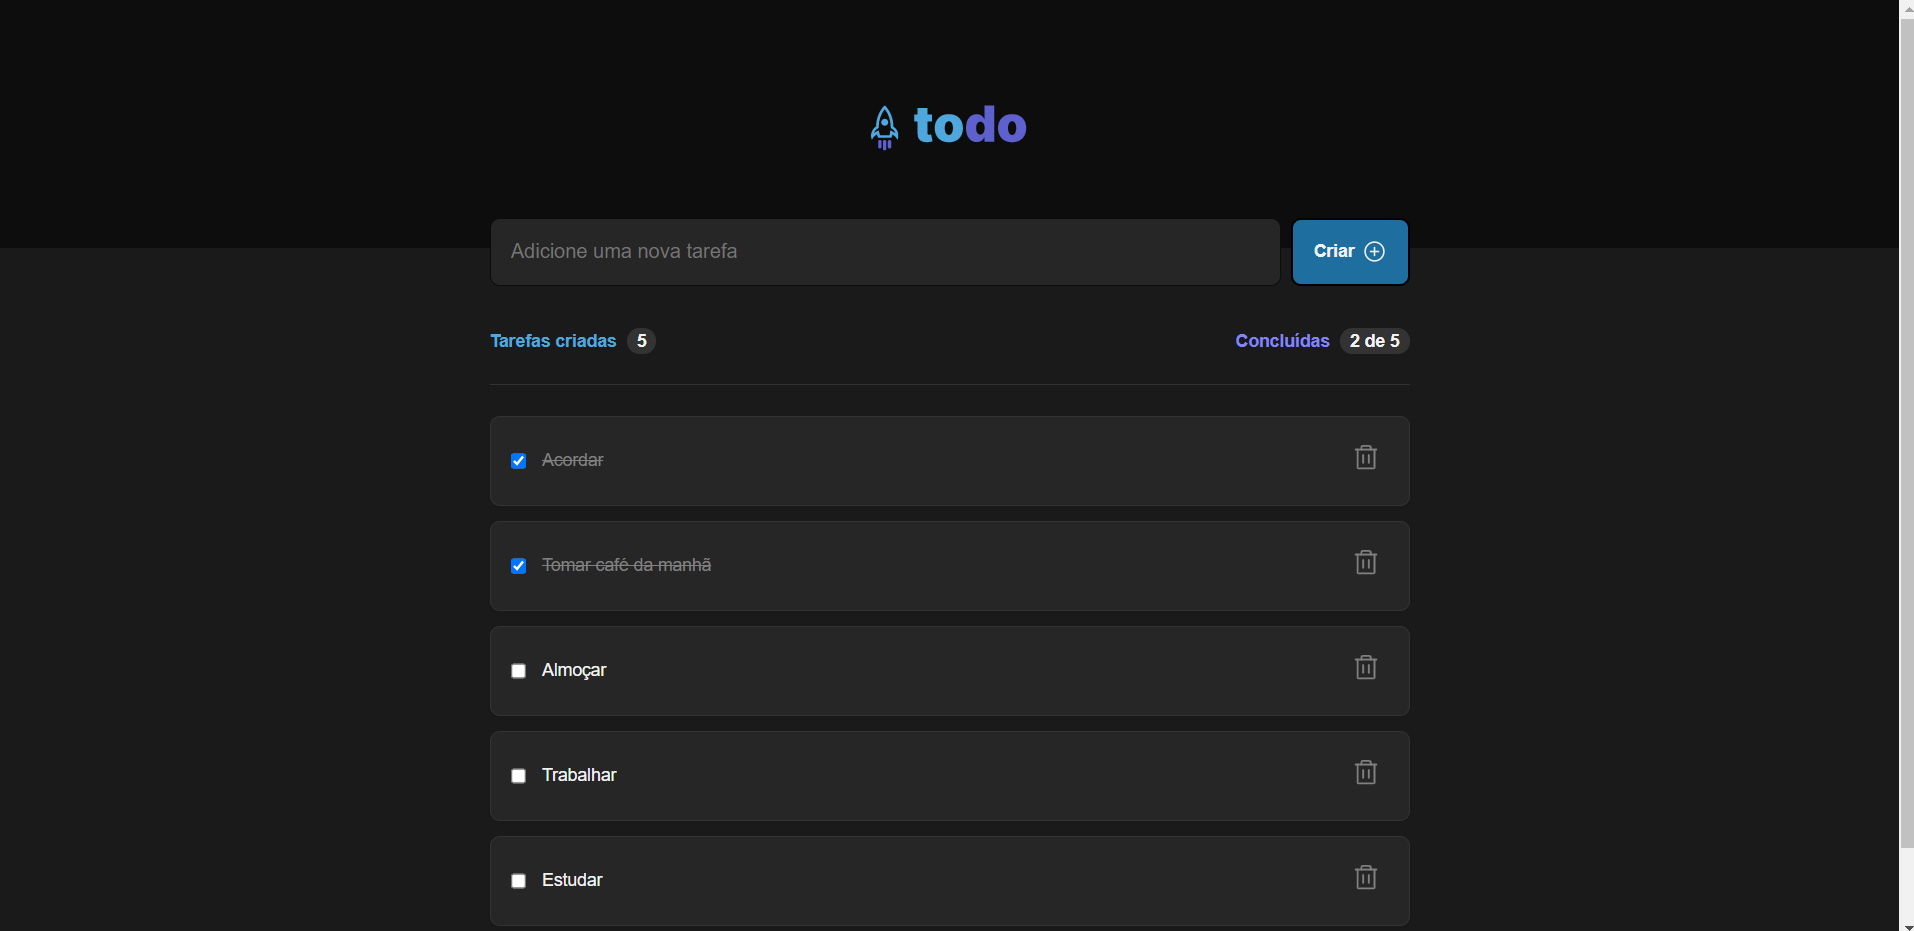 todo
Adicione uma nova tarefa
Criar
Tarefas criadas 5
Concluídas 2 de 5
Acordar
Tomar café da manhã
Almoçar
Trabalhar
Estudar